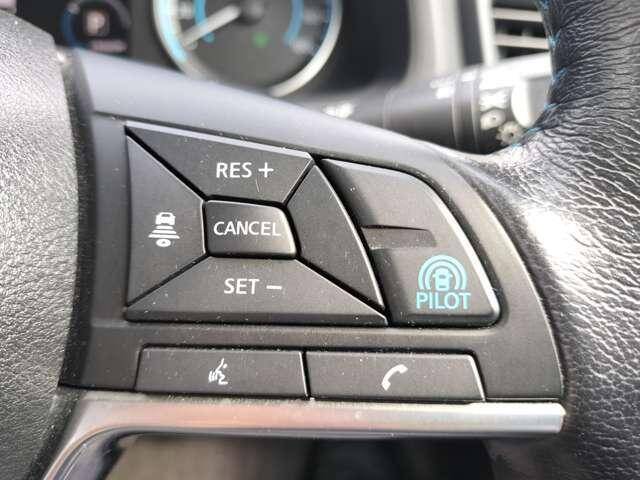 P
RES +
CANCEL
SET −
PILOT